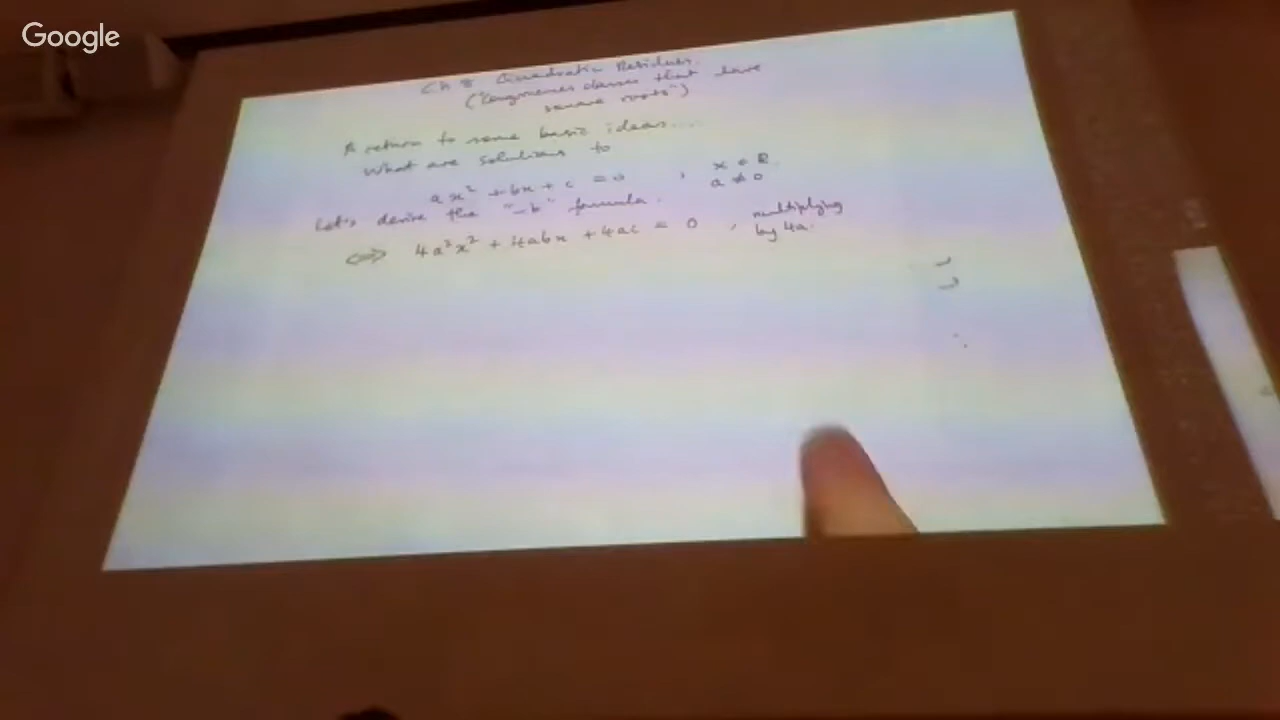 Google
Ch 8 Quadratic Residues.
("Congruences classes that have
square roots")
A return to some basic ideas....
What are solutions to
ax² + bx + c = 0 , x ∈ R.
a ≠ 0
Let's derive the "-b" formula.
⟺ 4a²x² + 4abx + 4ac = 0 , multiplying
by 4a.